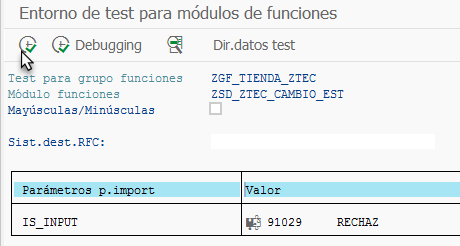 Entorno de test para módulos de funciones
Debugging Dir.datos test
Test para grupo funciones ZGF_TIENDA_ZTEC
Módulo funciones ZSD_ZTEC_CAMBIO_EST
Mayúsculas/Minúsculas
Sist.dest.RFC:
Parámetros p.import Valor
IS_INPUT 91029 RECHAZ